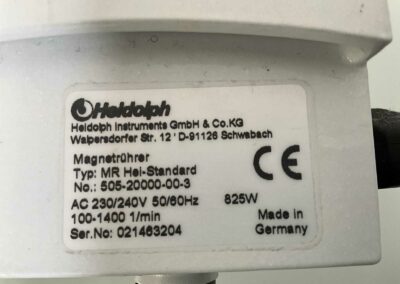 Heidolph
Heidolph Instruments GmbH & Co.KG
Walpersdorfer Str. 12 ' D-91126 Schwabach
Magnetrührer
Typ: MR Hei-Standard
No.: 505-20000-00-3
CE
AC 230/240V 50/60Hz 825W
100-1400 1/min Made in
Ser.No: 021463204 Germany